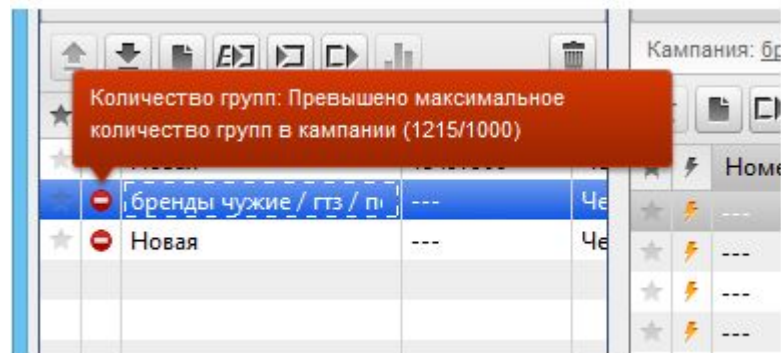 Кампания: бр
Количество групп: Превышено максимальное
количество групп в кампании (1215/1000)
Номе
бренды чужие / гтз / п
---
Че
---
Новая
---
Че
---
---
---